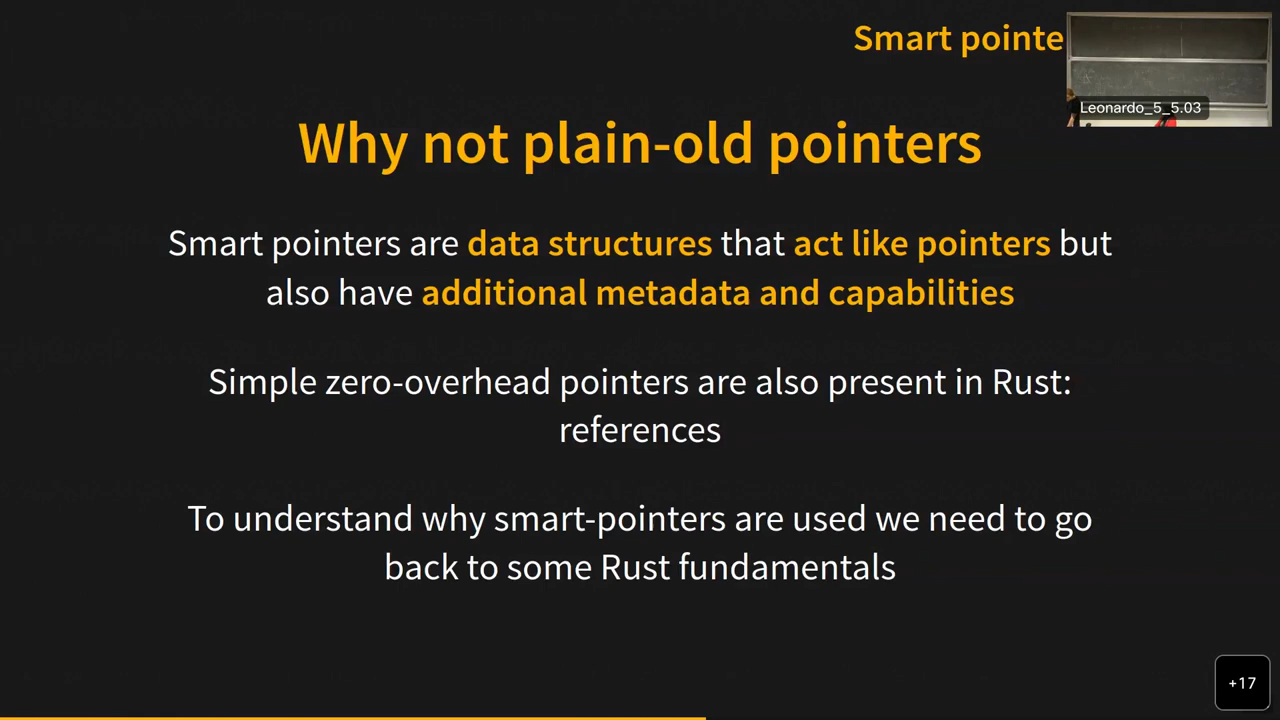 Smart pointe
Leonardo_5_5.03
Why not plain-old pointers
Smart pointers are data structures that act like pointers but
also have additional metadata and capabilities
Simple zero-overhead pointers are also present in Rust:
references
To understand why smart-pointers are used we need to go
back to some Rust fundamentals
+17